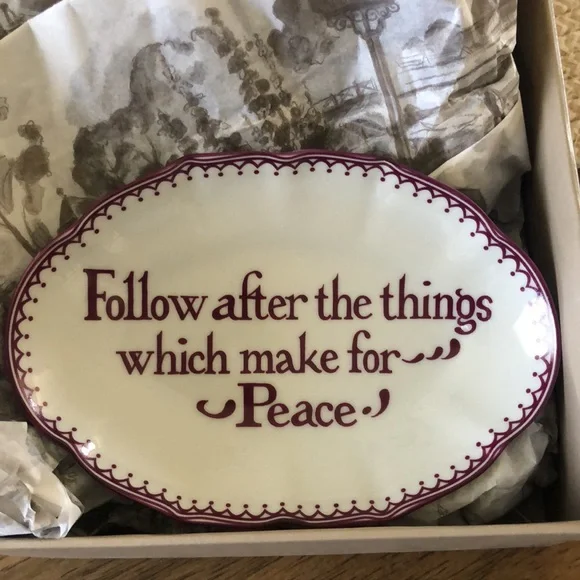 Follow after the things
which make for
Peace